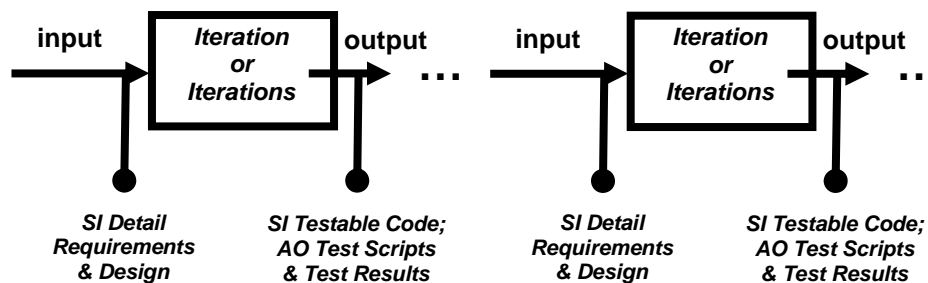 input
Iteration
or
Iterations
output
...
SI Detail
Requirements
& Design
SI Testable Code;
AO Test Scripts
& Test Results
input
Iteration
or
Iterations
output
..
SI Detail
Requirements
& Design
SI Testable Code;
AO Test Scripts
& Test Results